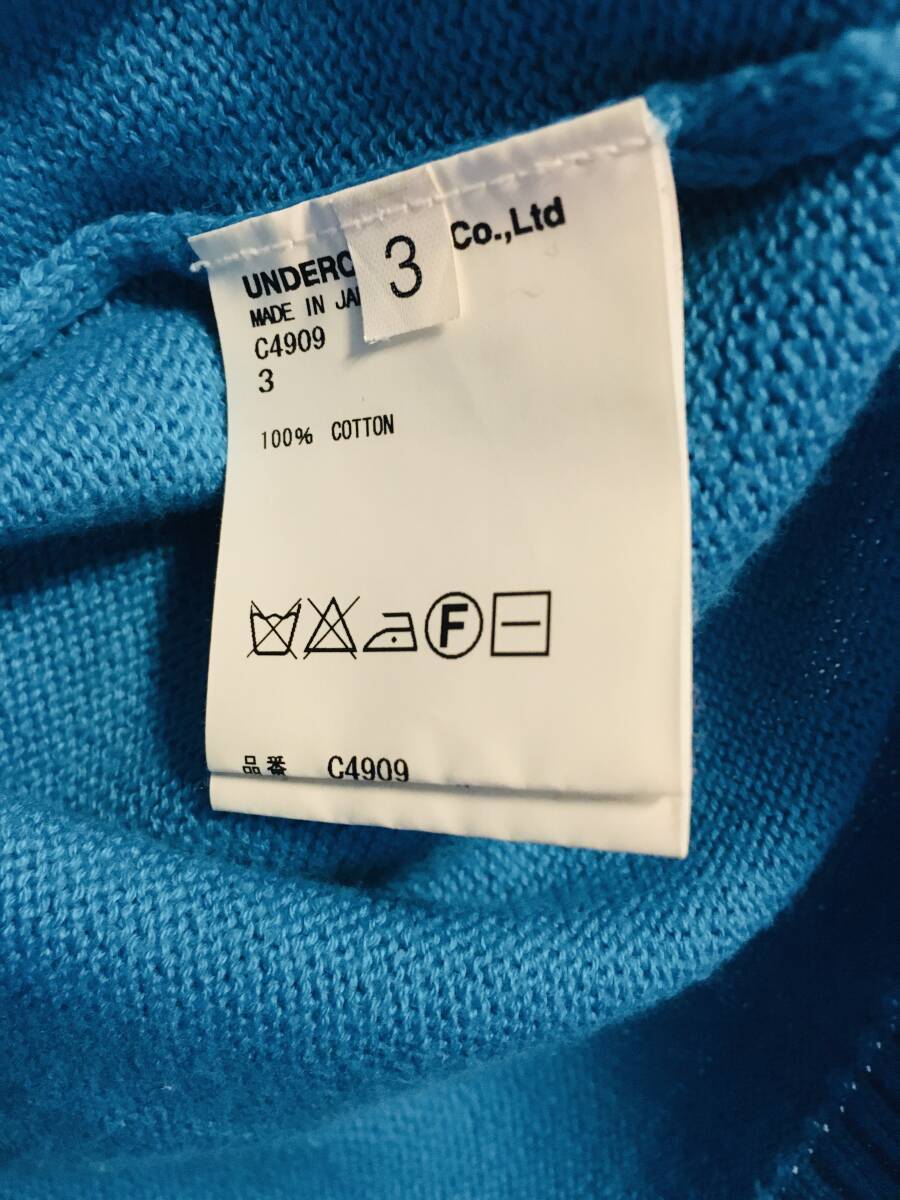 UNDERC Co.,Ltd
3
MADE IN JA
C4909
3
100% COTTON
F
品番 C4909